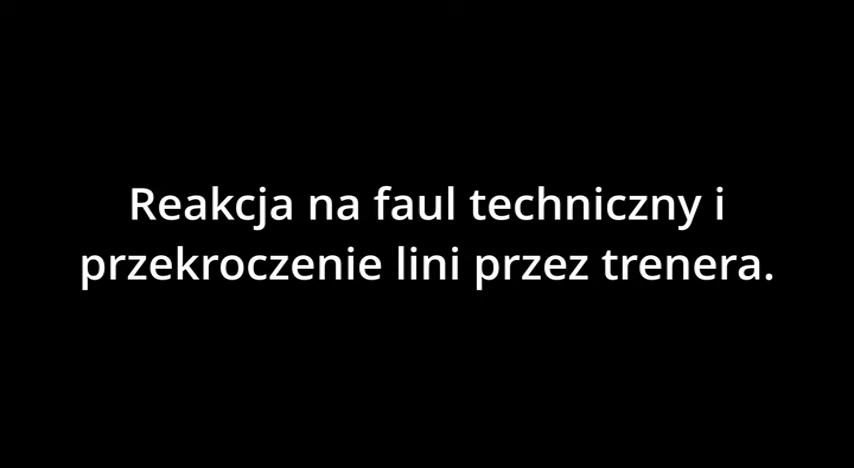 Reakcja na faul techniczny i
przekroczenie lini przez trenera.